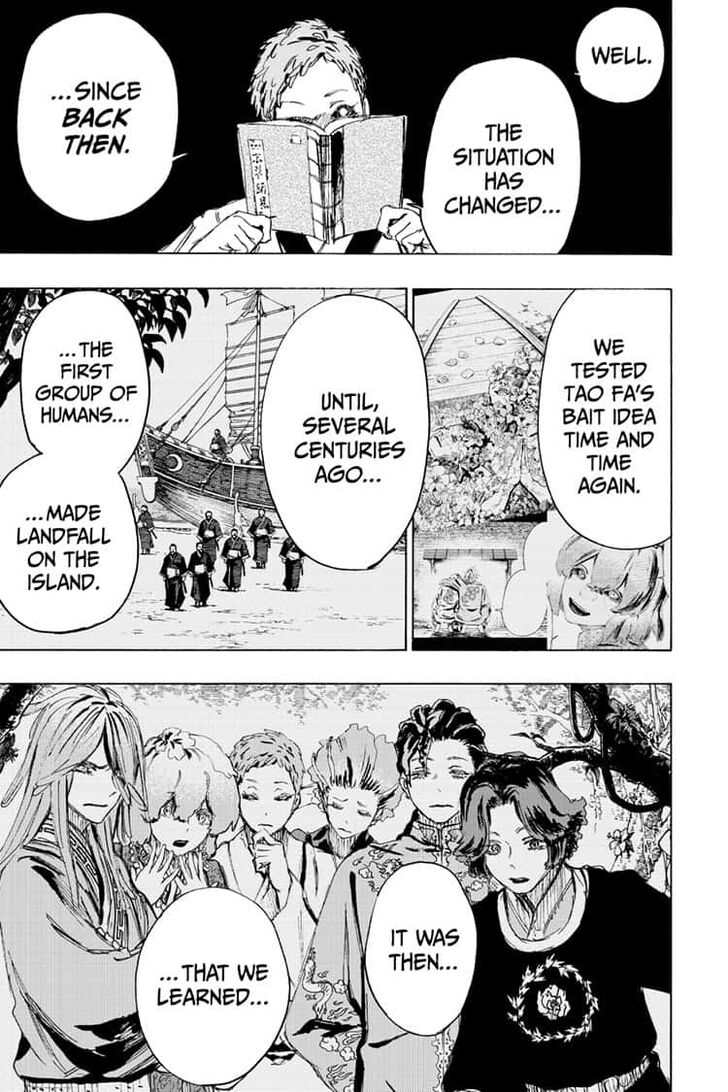 WELL.
THE
SITUATION
HAS
CHANGED...
...SINCE
BACK
THEN.
WE
TESTED
TAO FA'S
BAIT IDEA
TIME AND
TIME
AGAIN.
UNTIL,
SEVERAL
CENTURIES
AGO...
...THE
FIRST
GROUP OF
HUMANS...
...MADE
LANDFALL
ON THE
ISLAND.
IT WAS
THEN...
...THAT WE
LEARNED...